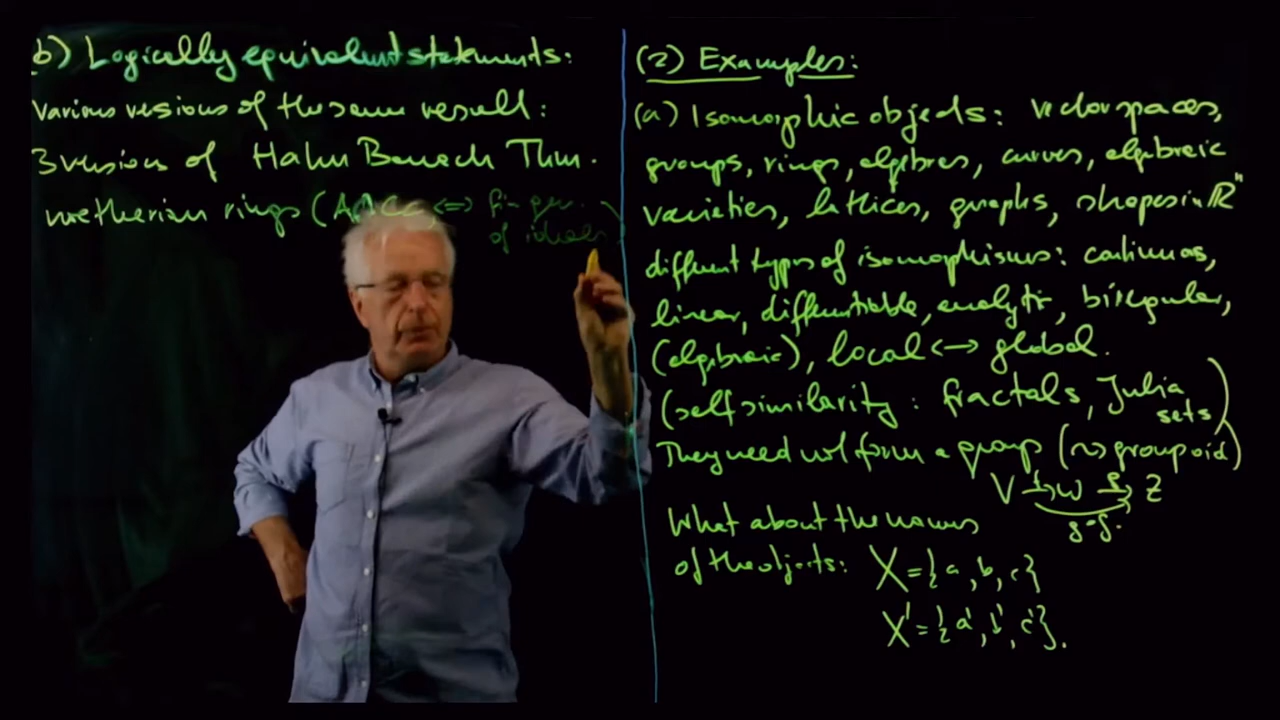 b) Logically equivalent statements:
various versions of the same result:
3 version of Hahn Banach Thm.
noetherian rings (AACC <=> fin gen.
of ideals)
(2) Examples:
(a) Isomorphic objects: vector spaces,
groups, rings, algebras, curves, algebraic
varieties, lattices, graphs, shapes in ℝⁿ
different types of isomorphisms: continuous,
linear, differentiable, analytic, biregular,
(algebraic), local <-> global.
(self similarity: fractals, Julia
sets)
They need not form a group (~> groupoid)
V →f W →g Z
g∘f.
What about the names
of the objects: X = {a, b, c}
X' = {a', b', c'}.